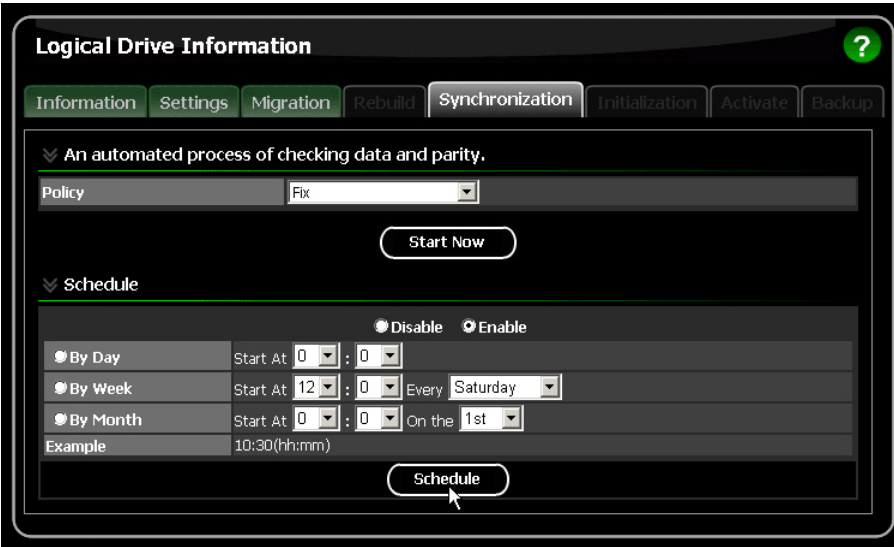 Logical Drive Information ?
Information Settings Migration Rebuild Synchronization Initialization Activate Backup
An automated process of checking data and parity.
Policy Fix
Start Now
Schedule
Disable Enable
By Day Start At 0 : 0
By Week Start At 12 : 0 Every Saturday
By Month Start At 0 : 0 On the 1st
Example 10:30(hh:mm)
Schedule